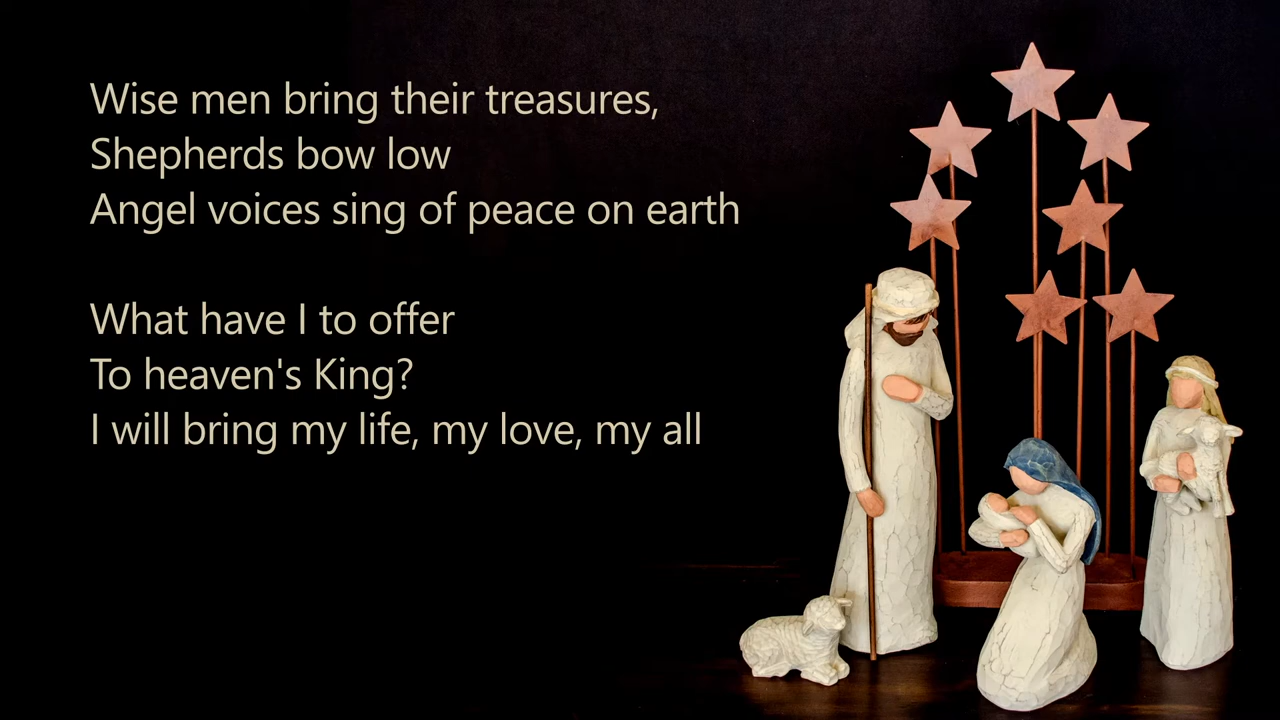 Wise men bring their treasures,
Shepherds bow low
Angel voices sing of peace on earth
What have I to offer
To heaven's King?
I will bring my life, my love, my all